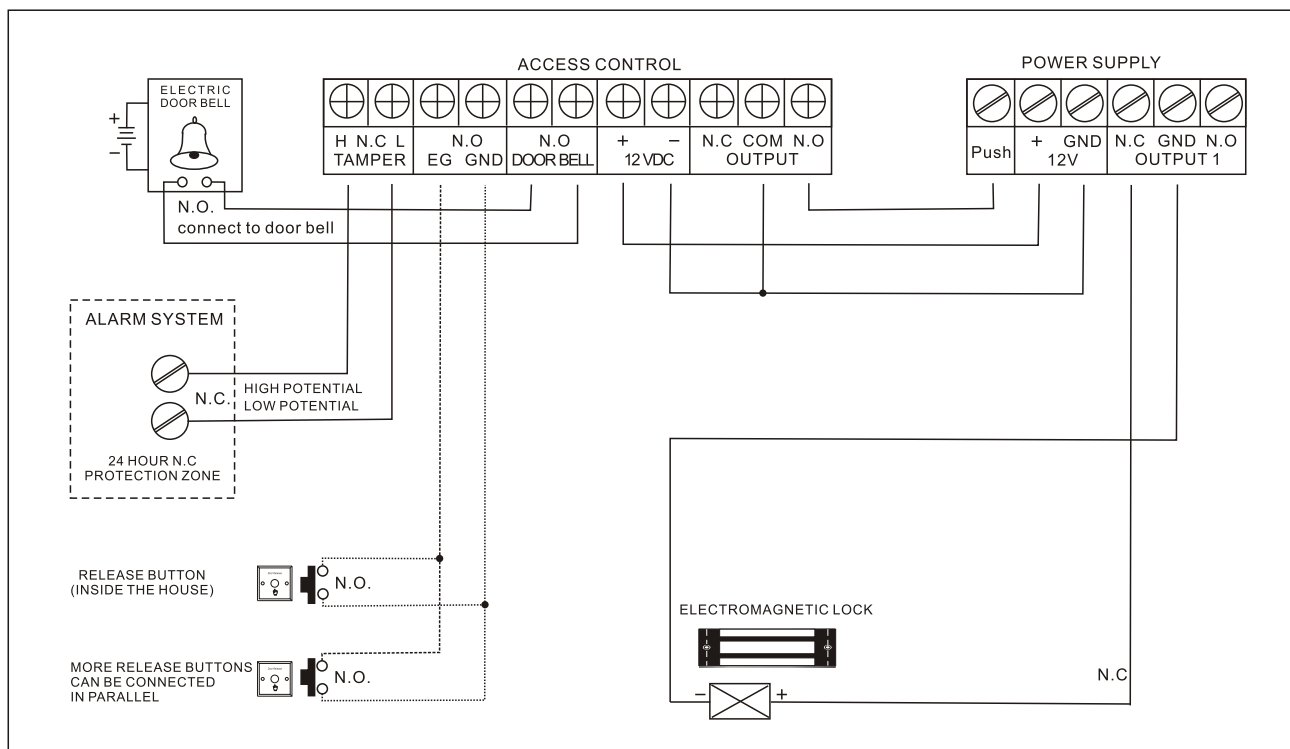 ACCESS CONTROL
POWER SUPPLY
ELECTRIC
DOOR BELL
+
−
H N.C L
TAMPER
N.O
EG GND
N.O
DOOR BELL
+ −
12 VDC
N.C COM N.O
OUTPUT
Push
+ GND
12V
N.C GND N.O
OUTPUT 1
N.O.
connect to door bell
ALARM SYSTEM
N.C.
HIGH POTENTIAL
LOW POTENTIAL
24 HOUR N.C
PROTECTION ZONE
RELEASE BUTTON
(INSIDE THE HOUSE)
N.O.
MORE RELEASE BUTTONS
CAN BE CONNECTED
IN PARALLEL
N.O.
ELECTROMAGNETIC LOCK
N.C
− +